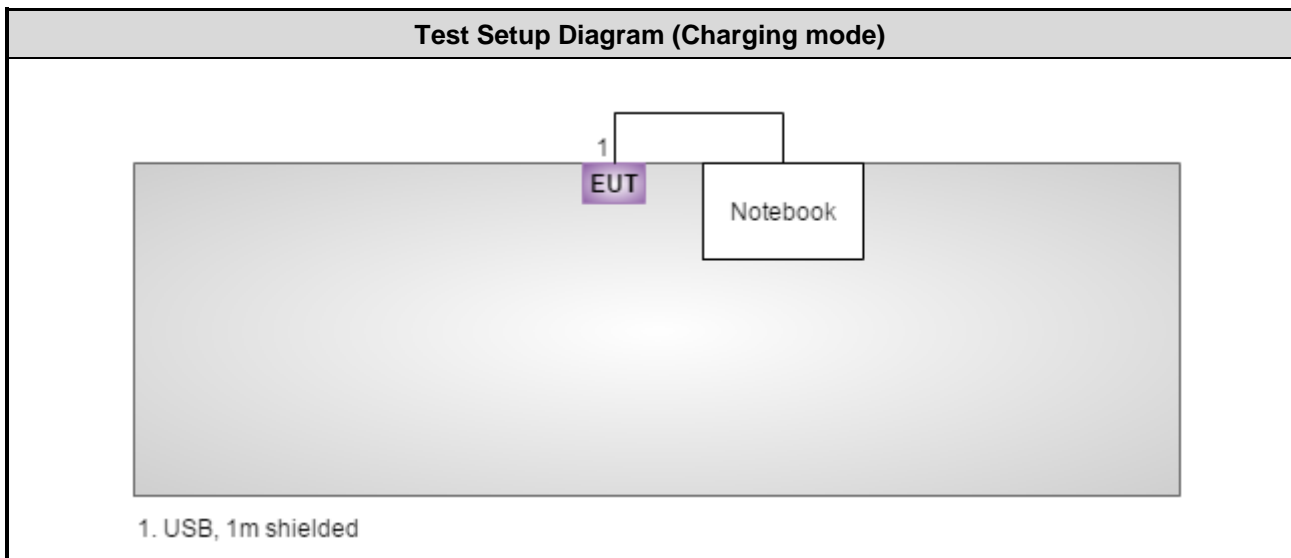 Test Setup Diagram (Charging mode)
1
EUT
Notebook
1. USB, 1m shielded